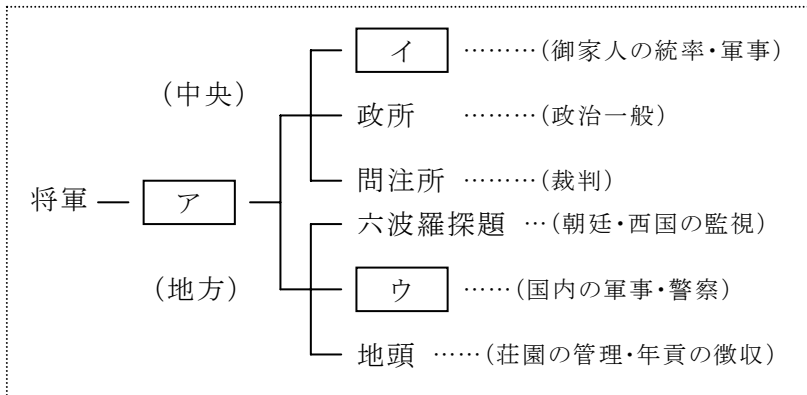 イ ………(御家人の統率・軍事)
(中央)
政所 ………(政治一般)
問注所 ……(裁判)
将軍 ア
六波羅探題 …(朝廷・西国の監視)
(地方)
ウ ……(国内の軍事・警察)
地頭 ……(荘園の管理・年貢の徴収)